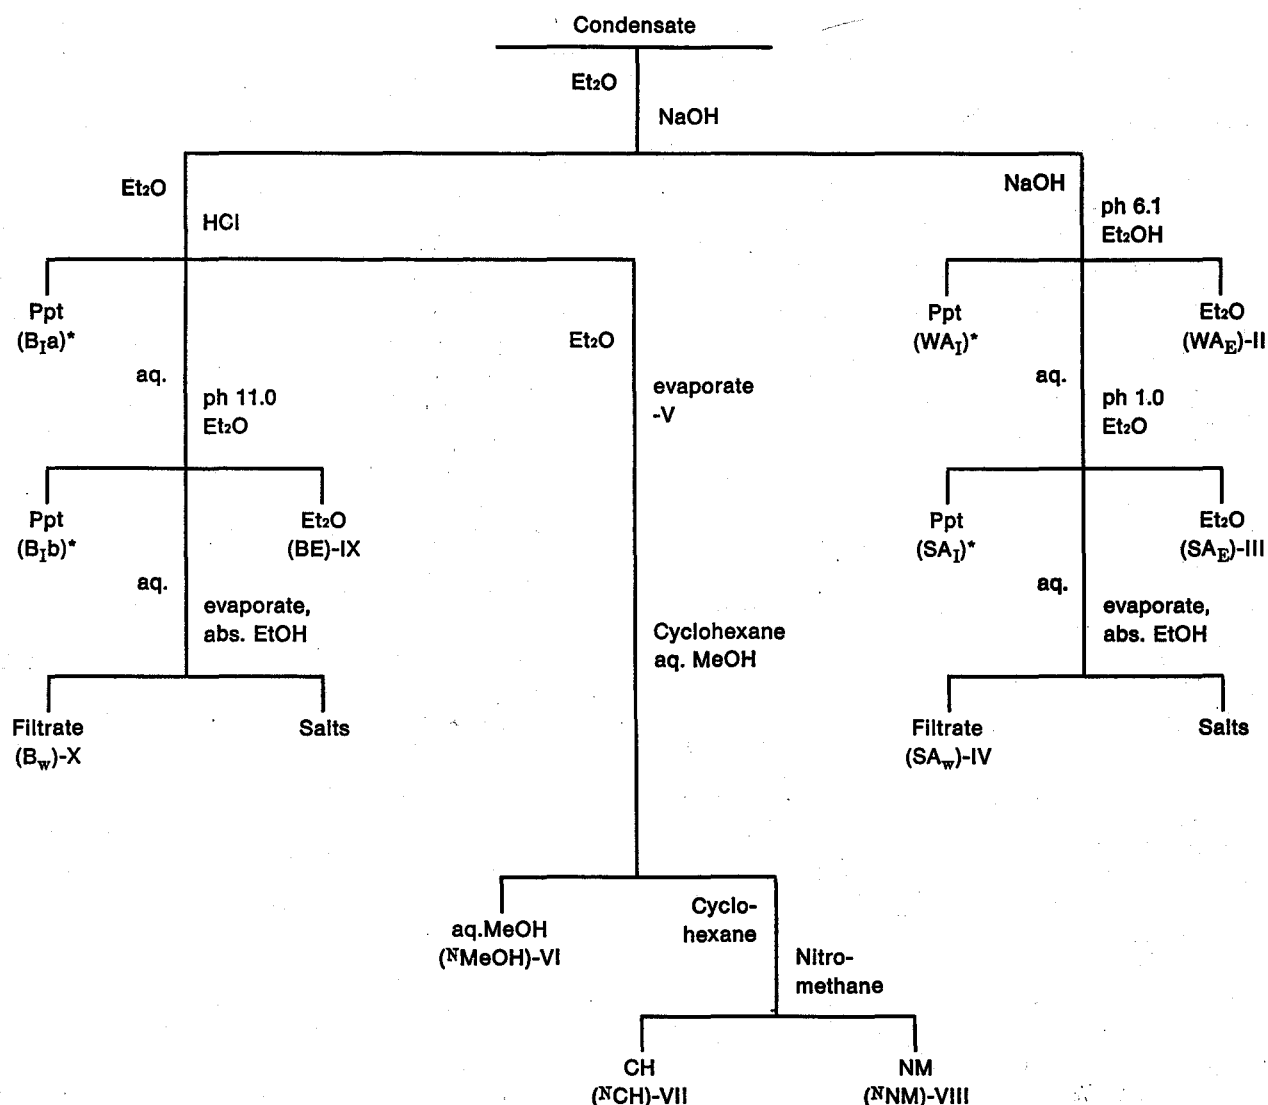 Condensate
Et₂O
NaOH
Et₂O
HCl
NaOH
ph 6.1
Et₂OH
Ppt
(B_Ia)*
aq.
ph 11.0
Et₂O
Et₂O
evaporate
-V
Ppt
(WA_I)*
Et₂O
(WA_E)-II
aq.
ph 1.0
Et₂O
Ppt
(B_Ib)*
Et₂O
(BE)-IX
aq.
evaporate,
abs. EtOH
Ppt
(SA_I)*
Et₂O
(SA_E)-III
aq.
evaporate,
abs. EtOH
Cyclohexane
aq. MeOH
Filtrate
(B_w)-X
Salts
Filtrate
(SA_w)-IV
Salts
aq.MeOH
(ᴺMeOH)-VI
Cyclo-
hexane
Nitro-
methane
CH
(ᴺCH)-VII
NM
(ᴺNM)-VIII